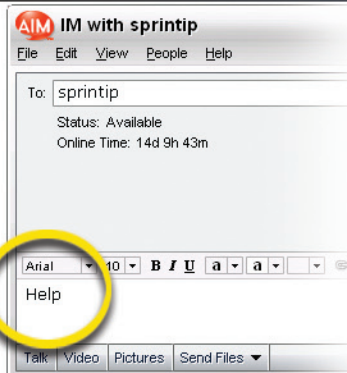 AIM IM with sprintip
File Edit View People Help
To: sprintip
Status: Available
Online Time: 14d 9h 43m
Arial 10 B I U a a
Help
Talk Video Pictures Send Files